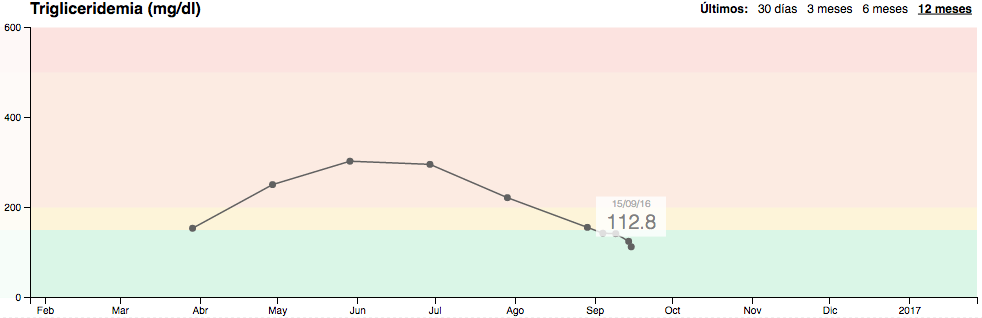 Trigliceridemia (mg/dl)
Últimos: 30 días 3 meses 6 meses 12 meses
600
400
200
0
15/09/16
112.8
Feb Mar Abr May Jun Jul Ago Sep Oct Nov Dic 2017